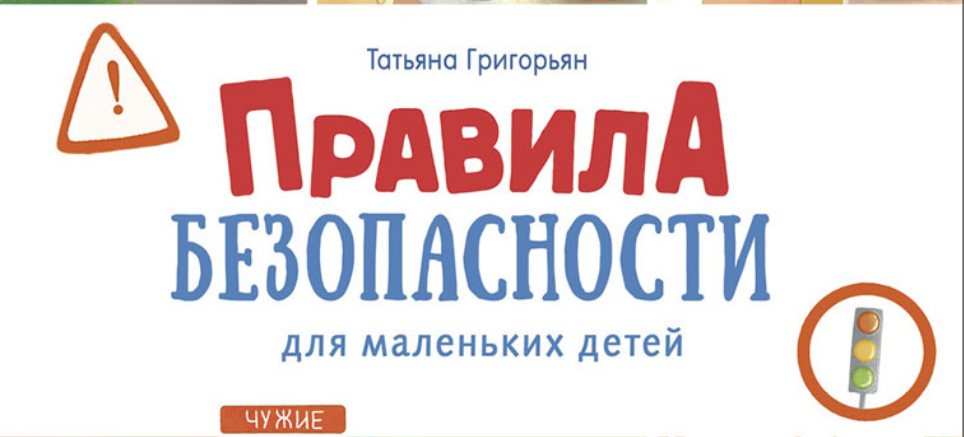 Татьяна Григорьян
ПРАВИЛА
БЕЗОПАСНОСТИ
для маленьких детей
ЧУЖИЕ